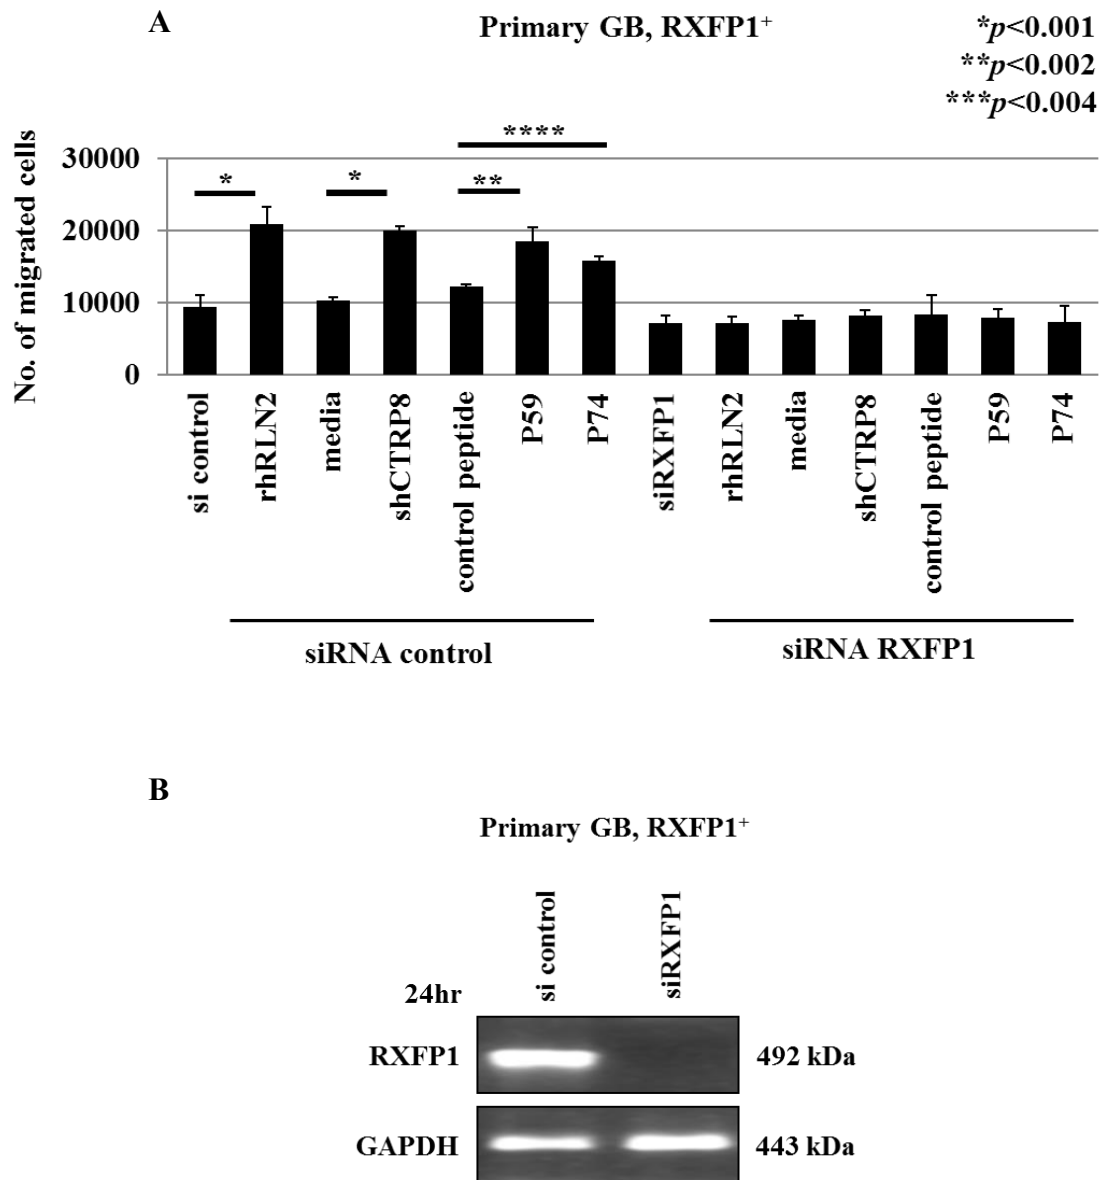 A
Primary GB, RXFP1⁺
*p<0.001
**p<0.002
***p<0.004
No. of migrated cells
30000
20000
10000
0
*
*
**
****
si control
rhRLN2
media
shCTRP8
control peptide
P59
P74
siRXFP1
rhRLN2
media
shCTRP8
control peptide
P59
P74
siRNA control
siRNA RXFP1
B
Primary GB, RXFP1⁺
si control
siRXFP1
24hr
RXFP1
492 kDa
GAPDH
443 kDa